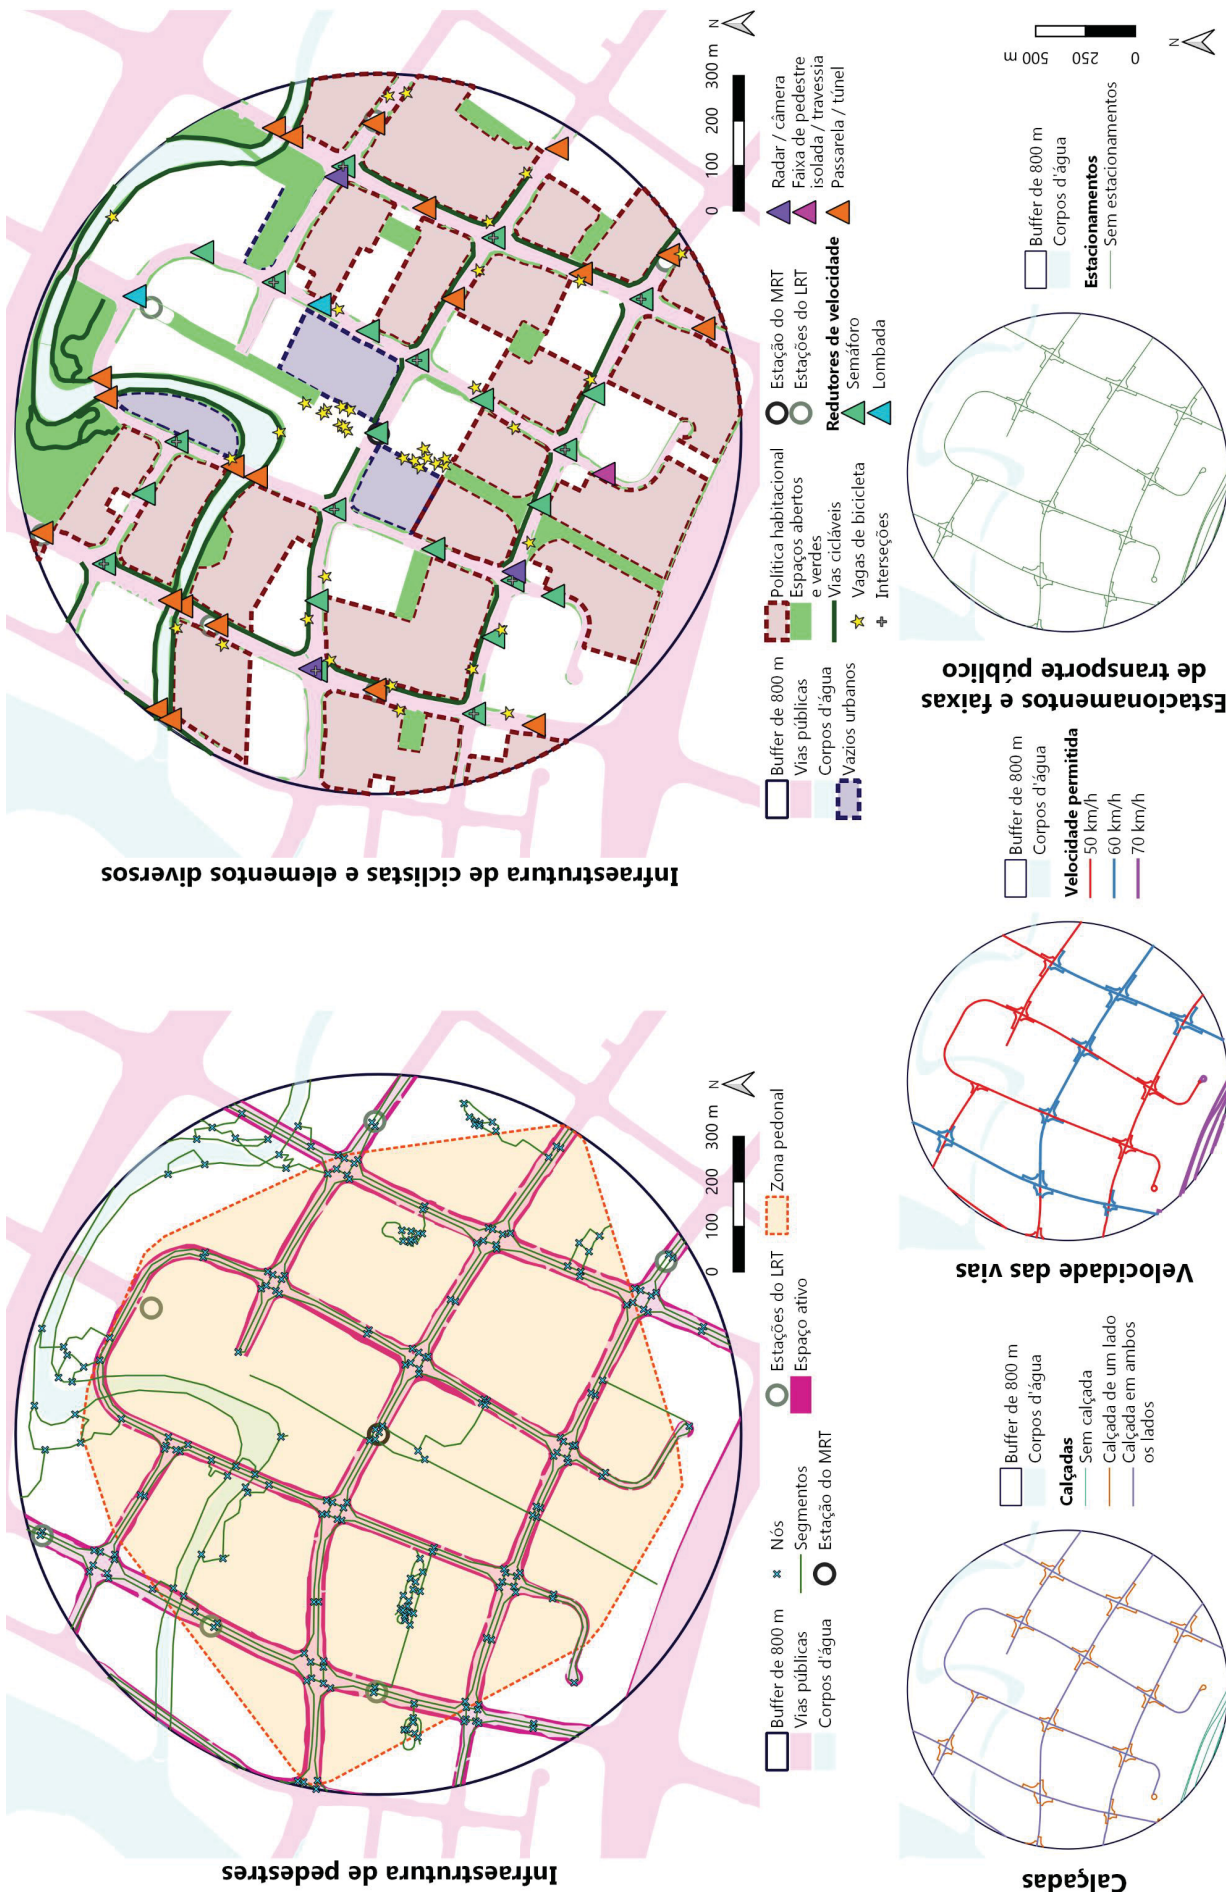 Infraestrutura de pedestres
N
0 100 200 300 m
Buffer de 800 m
Vias públicas
Corpos d'água
Nós
Segmentos
Estação do MRT
Estações do LRT
Espaço ativo
Zona pedonal
Infraestrutura de ciclistas e elementos diversos
N
0 100 200 300 m
Buffer de 800 m
Vias públicas
Corpos d'água
Vazios urbanos
Política habitacional
Espaços abertos
e verdes
Vias cicláveis
Vagas de bicicleta
Interseções
Estação do MRT
Estações do LRT
Redutores de velocidade
Semáforo
Lombada
Radar / câmera
Faixa de pedestre
isolada / travessia
Passarela / túnel
Calçadas
Buffer de 800 m
Corpos d'água
Calçadas
Sem calçada
Calçada de um lado
Calçada em ambos
os lados
Velocidade das vias
Buffer de 800 m
Corpos d'água
Velocidade permitida
50 km/h
60 km/h
70 km/h
Estacionamentos e faixas
de transporte público
Buffer de 800 m
Corpos d'água
Estacionamentos
Sem estacionamentos
0 250 500 m
N